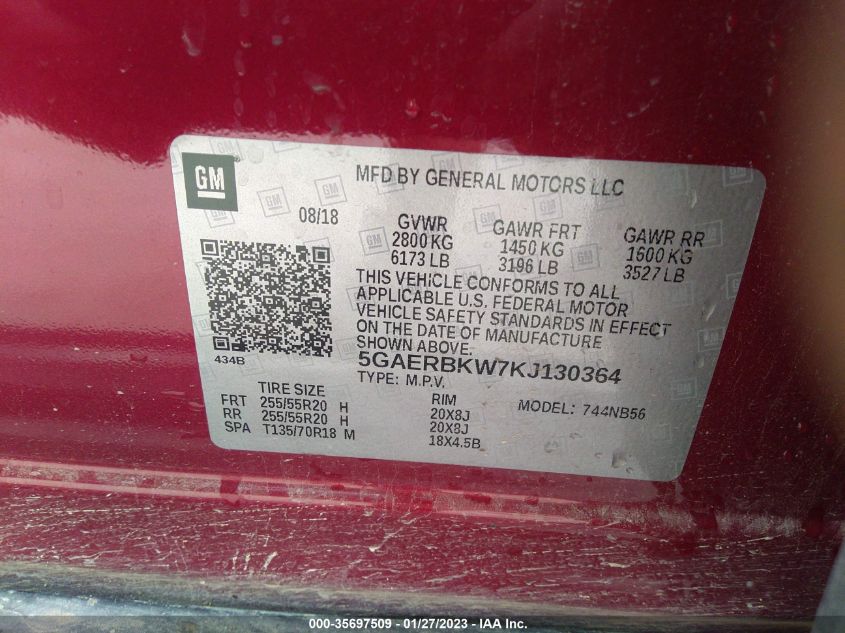 GM
MFD BY GENERAL MOTORS LLC
08/18
GVWR
2800 KG
6173 LB
GAWR FRT
1450 KG
3196 LB
GAWR RR
1600 KG
3527 LB
THIS VEHICLE CONFORMS TO ALL
APPLICABLE U.S. FEDERAL MOTOR
VEHICLE SAFETY STANDARDS IN EFFECT
ON THE DATE OF MANUFACTURE
SHOWN ABOVE.
434B
5GAERBKW7KJ130364
TYPE: M.P.V.
MODEL: 744NB56
TIRE SIZE
RIM
FRT 255/55R20 H 20X8J
RR 255/55R20 H 20X8J
SPA T135/70R18 M 18X4.5B
000-35697509 - 01/27/2023 - IAA Inc.